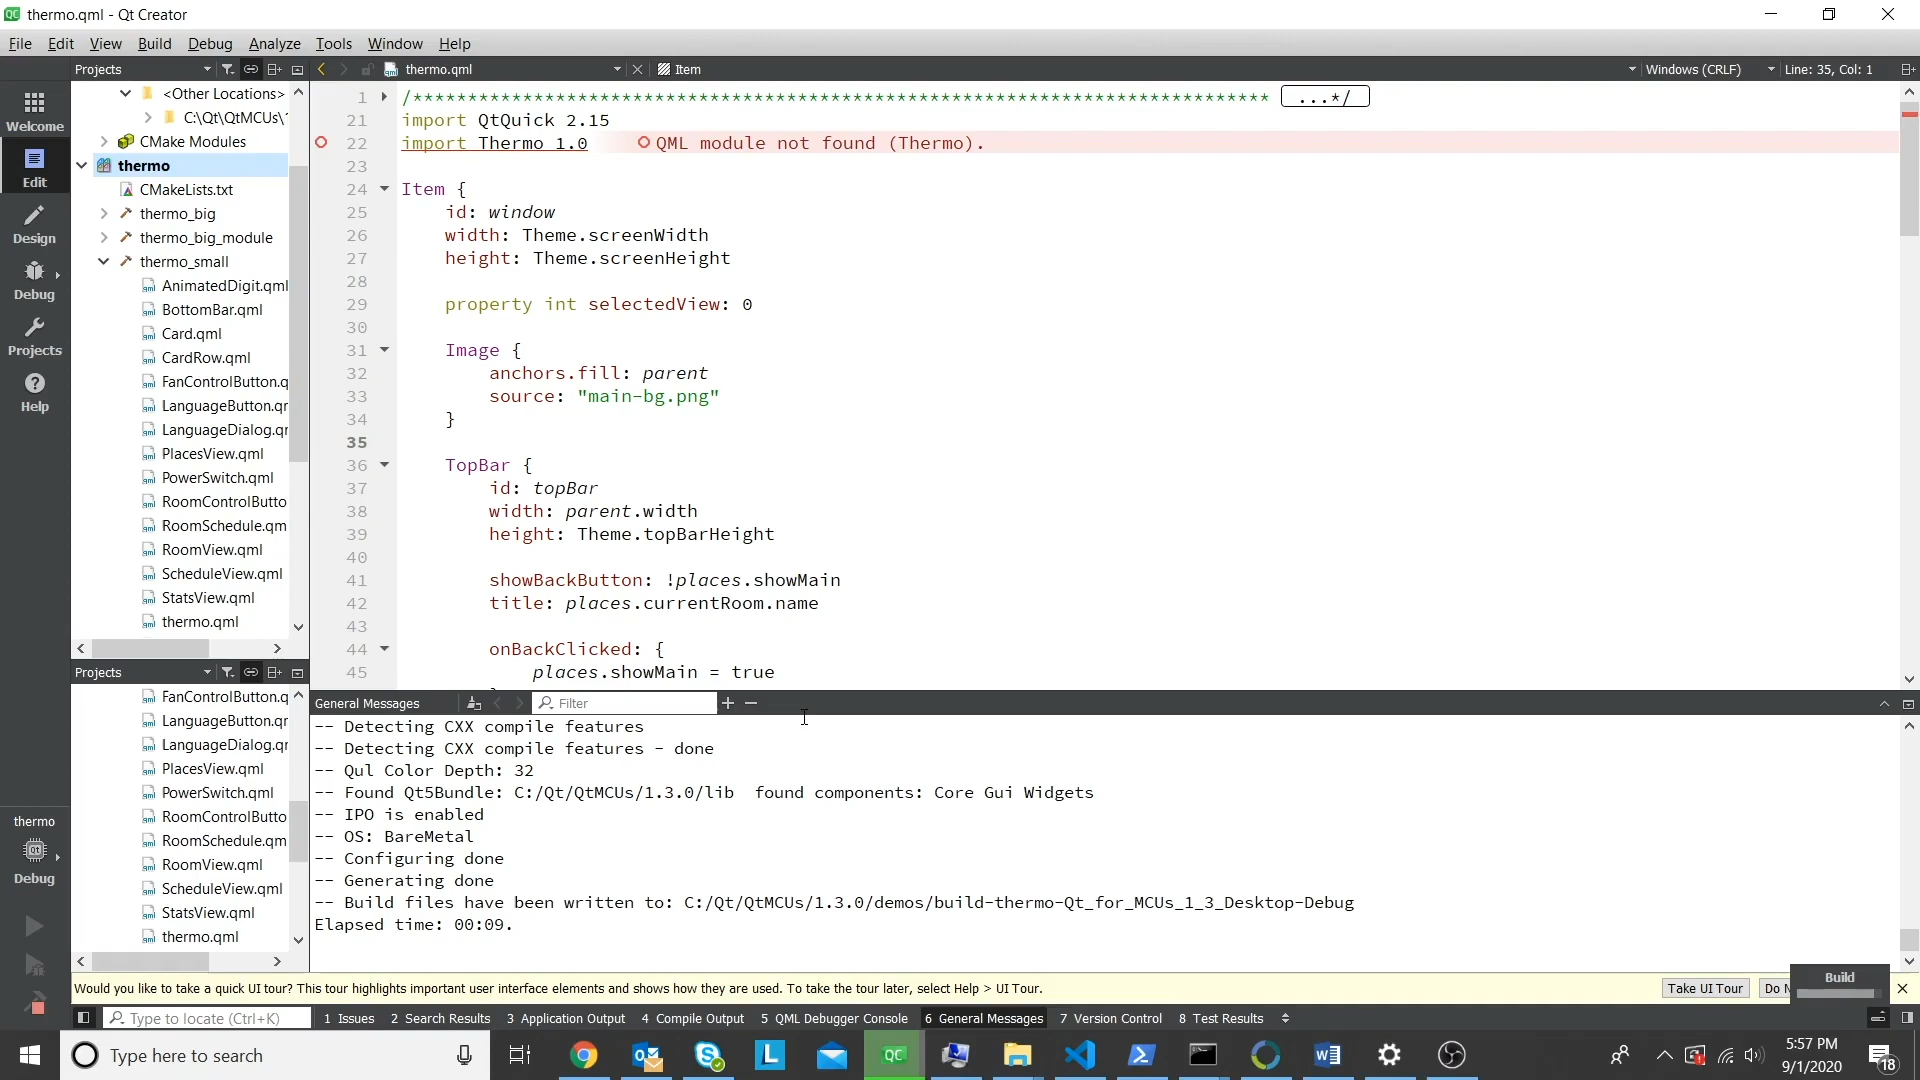 thermo.qml - Qt Creator
File Edit View Build Debug Analyze Tools Window Help
Projects
thermo.qml
Item
Windows (CRLF)
Line: 35, Col: 1
Welcome
Edit
Design
Debug
Projects
Help
thermo
Debug
<Other Locations>
C:\Qt\QtMCUs\
CMake Modules
thermo
CMakeLists.txt
thermo_big
thermo_big_module
thermo_small
AnimatedDigit.qml
BottomBar.qml
Card.qml
CardRow.qml
FanControlButton.q
LanguageButton.qr
LanguageDialog.qr
PlacesView.qml
PowerSwitch.qml
RoomControlButto
RoomSchedule.qm
RoomView.qml
ScheduleView.qml
StatsView.qml
thermo.qml
Projects
FanControlButton.q
LanguageButton.qr
LanguageDialog.qr
PlacesView.qml
PowerSwitch.qml
RoomControlButto
RoomSchedule.qm
RoomView.qml
ScheduleView.qml
StatsView.qml
thermo.qml
1 /****************************************************************************** ...*/
21 import QtQuick 2.15
22 import Thermo 1.0 QML module not found (Thermo).
23
24 Item {
25 id: window
26 width: Theme.screenWidth
27 height: Theme.screenHeight
28
29 property int selectedView: 0
30
31 Image {
32 anchors.fill: parent
33 source: "main-bg.png"
34 }
35
36 TopBar {
37 id: topBar
38 width: parent.width
39 height: Theme.topBarHeight
40
41 showBackButton: !places.showMain
42 title: places.currentRoom.name
43
44 onBackClicked: {
45 places.showMain = true
General Messages
Filter
-- Detecting CXX compile features
-- Detecting CXX compile features - done
-- Qul Color Depth: 32
-- Found Qt5Bundle: C:/Qt/QtMCUs/1.3.0/lib  found components: Core Gui Widgets
-- IPO is enabled
-- OS: BareMetal
-- Configuring done
-- Generating done
-- Build files have been written to: C:/Qt/QtMCUs/1.3.0/demos/build-thermo-Qt_for_MCUs_1_3_Desktop-Debug
Elapsed time: 00:09.
Would you like to take a quick UI tour? This tour highlights important user interface elements and shows how they are used. To take the tour later, select Help > UI Tour.
Take UI Tour
Do
Build
Type to locate (Ctrl+K)
1 Issues 2 Search Results 3 Application Output 4 Compile Output 5 QML Debugger Console 6 General Messages 7 Version Control 8 Test Results
Type here to search
QC
L
5:57 PM
9/1/2020
18